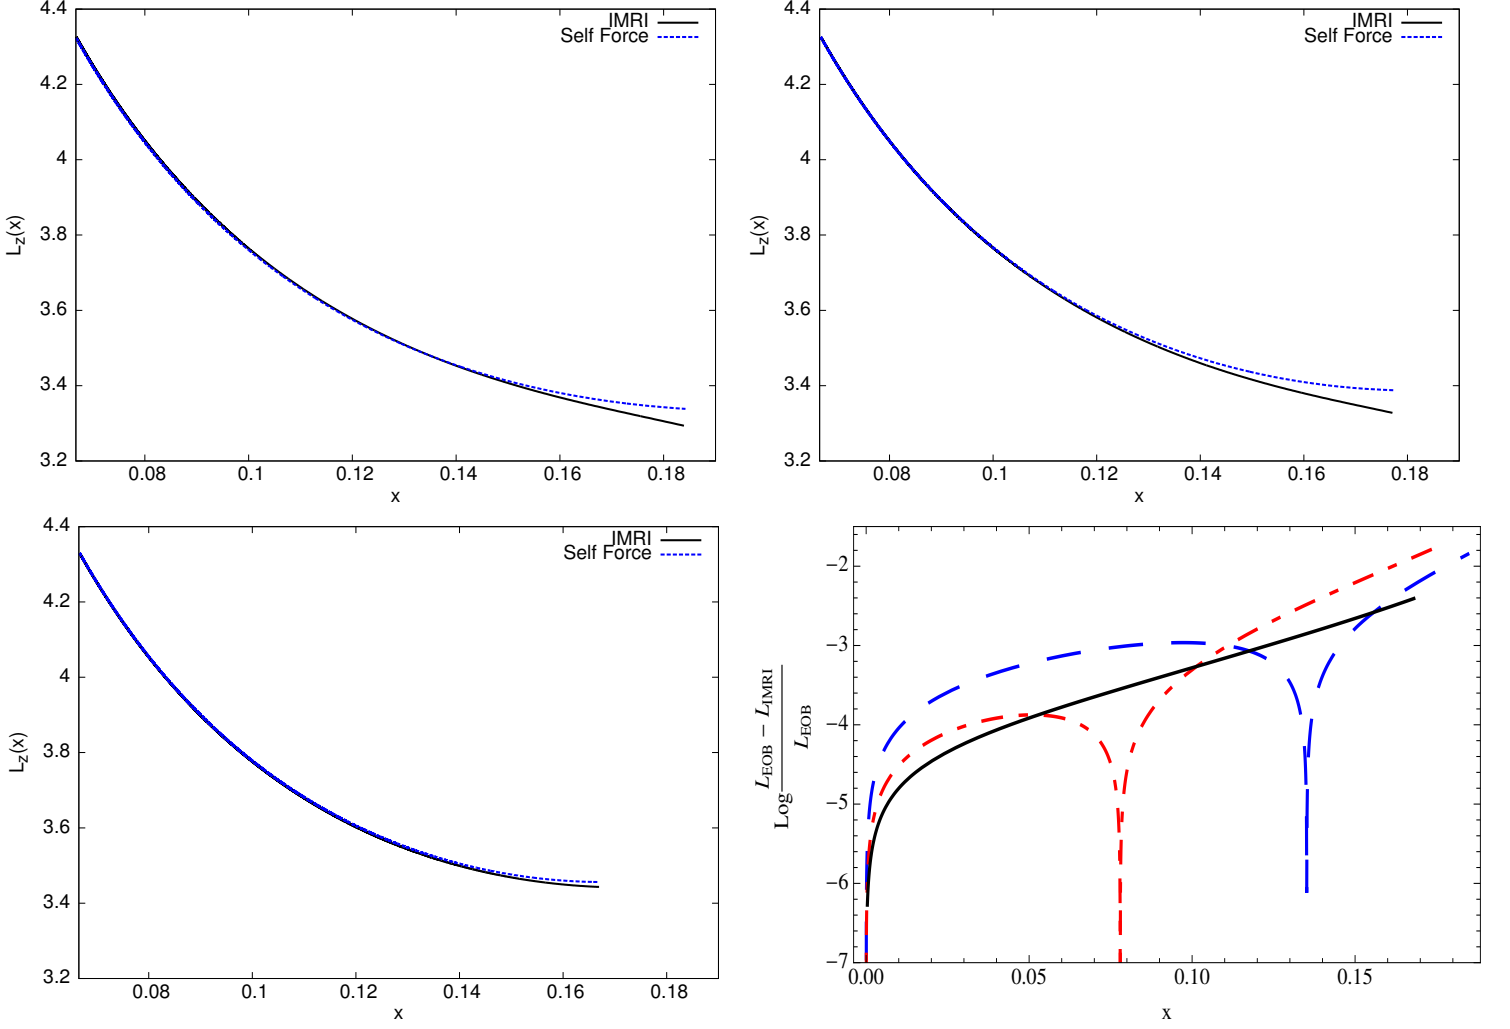 4.4
4.2
4
3.8
3.6
3.4
3.2
L_z(x)
IMRI
Self Force
0.08 0.1 0.12 0.14 0.16 0.18
x
4.4
4.2
4
3.8
3.6
3.4
3.2
L_z(x)
IMRI
Self Force
0.08 0.1 0.12 0.14 0.16 0.18
x
4.4
4.2
4
3.8
3.6
3.4
3.2
L_z(x)
IMRI
Self Force
0.08 0.1 0.12 0.14 0.16 0.18
x
−2
−3
−4
−5
−6
−7
Log L_EOB − L_IMRI
L_EOB
0.00 0.05 0.10 0.15
x